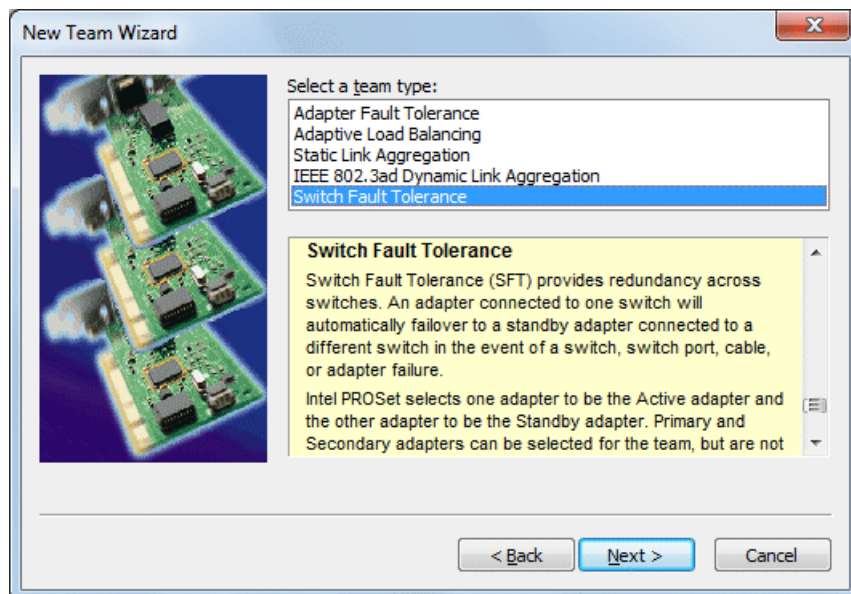 New Team Wizard
Select a team type:
Adapter Fault Tolerance
Adaptive Load Balancing
Static Link Aggregation
IEEE 802.3ad Dynamic Link Aggregation
Switch Fault Tolerance
Switch Fault Tolerance
Switch Fault Tolerance (SFT) provides redundancy across
switches. An adapter connected to one switch will
automatically failover to a standby adapter connected to a
different switch in the event of a switch, switch port, cable,
or adapter failure.
Intel PROSet selects one adapter to be the Active adapter and
the other adapter to be the Standby adapter. Primary and
Secondary adapters can be selected for the team, but are not
< Back
Next >
Cancel